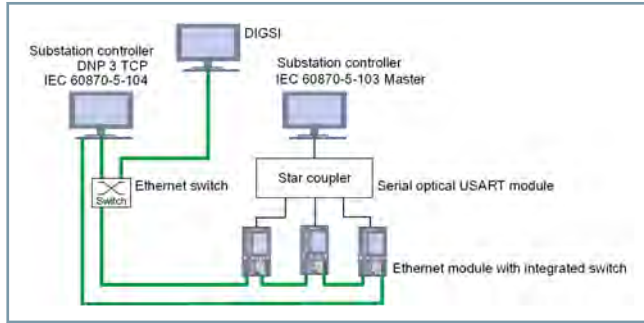 DIGSI
Substation controller
DNP 3 TCP
IEC 60870-5-104
Substation controller
IEC 60870-5-103 Master
Ethernet switch
Switch
Star coupler
Serial optical USART module
Ethernet module with integrated switch